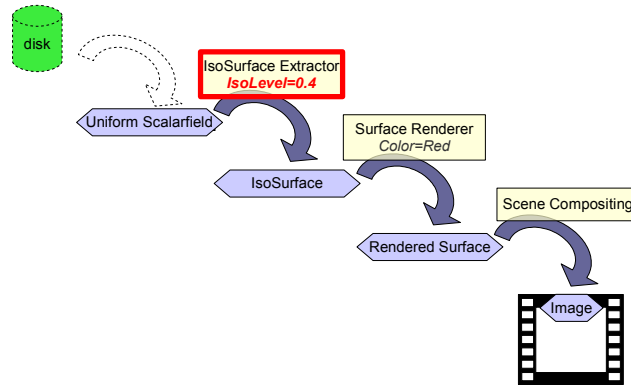 disk
IsoSurface Extractor
IsoLevel=0.4
Uniform Scalarfield
Surface Renderer
Color=Red
IsoSurface
Scene Compositing
Rendered Surface
Image